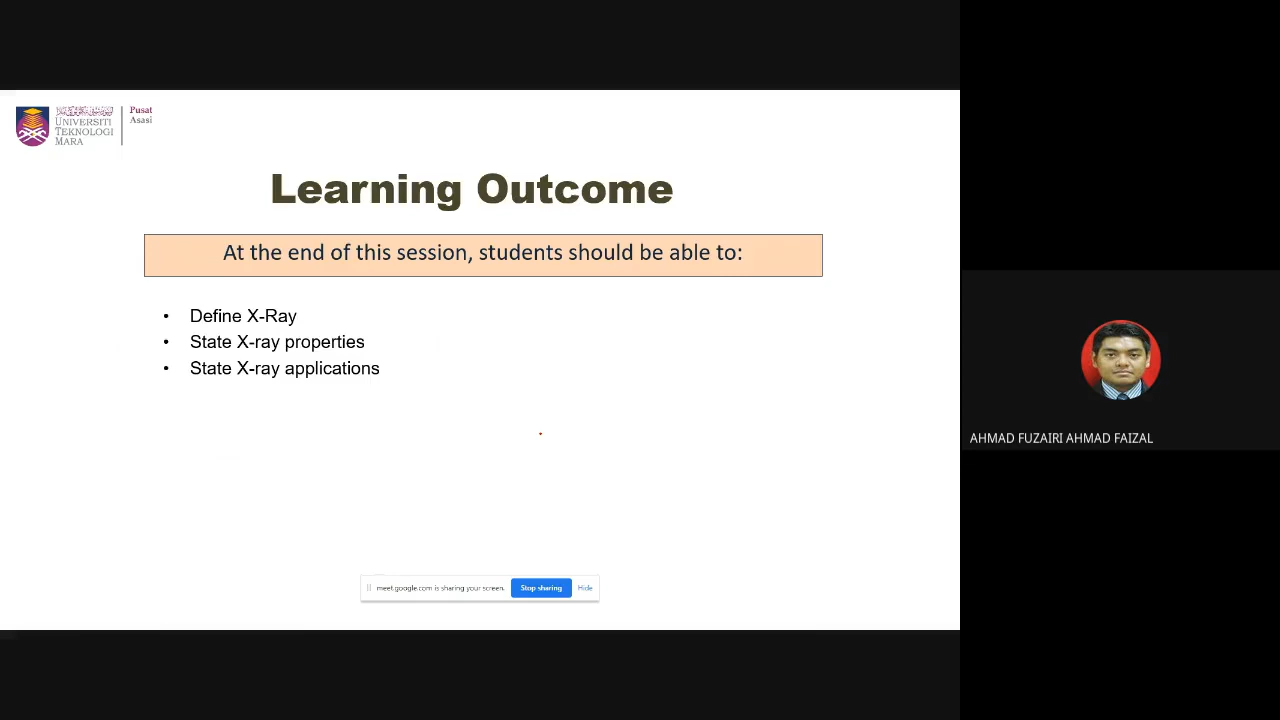 UNIVERSITI
TEKNOLOGI
MARA
Pusat
Asasi
Learning Outcome
At the end of this session, students should be able to:
• Define X-Ray
• State X-ray properties
• State X-ray applications
AHMAD FUZAIRI AHMAD FAIZAL
meet.google.com is sharing your screen. Stop sharing Hide